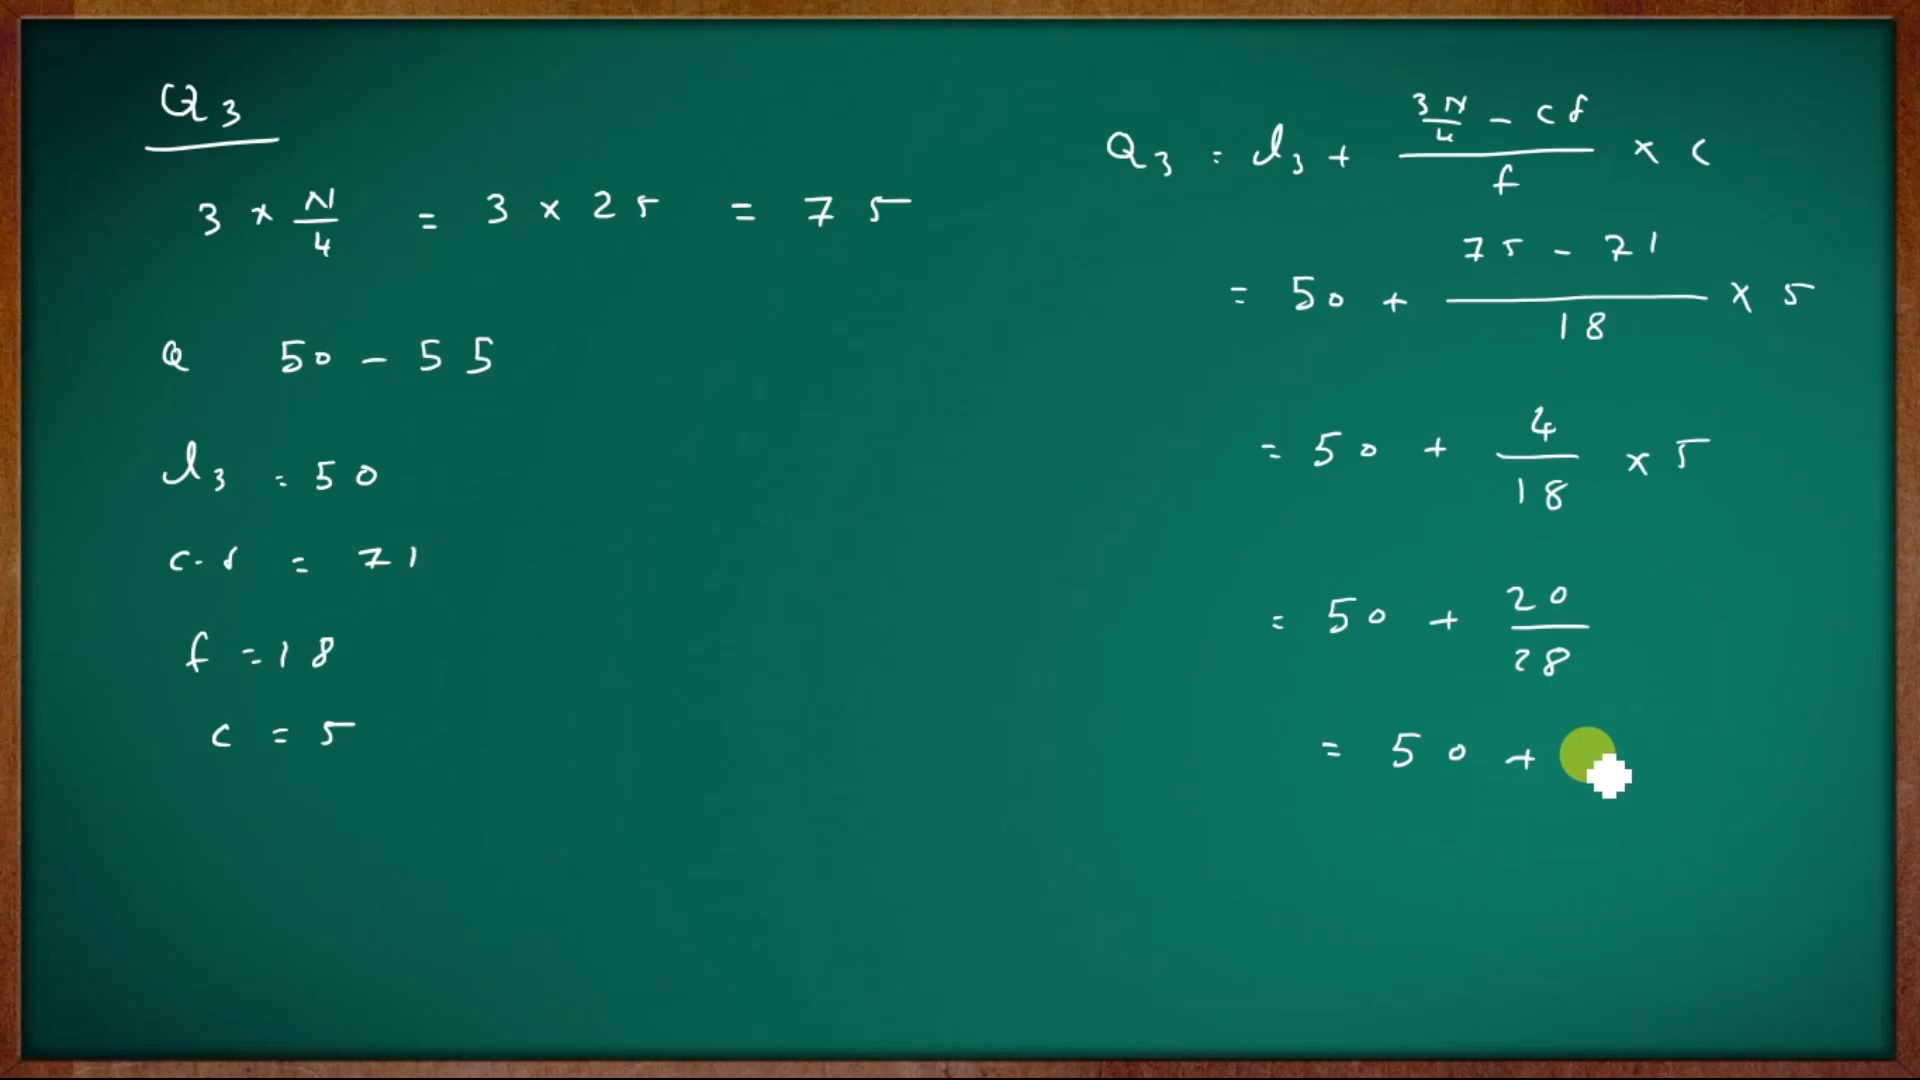 Q3
3 × N/4 = 3 × 25 = 75
Q 50 - 55
l3 = 50
c.f = 71
f = 18
c = 5
Q3 = l3 + (3N/4 - cf)/f × c
= 50 + (75 - 71)/18 × 5
= 50 + 4/18 × 5
= 50 + 20/28
= 50 +